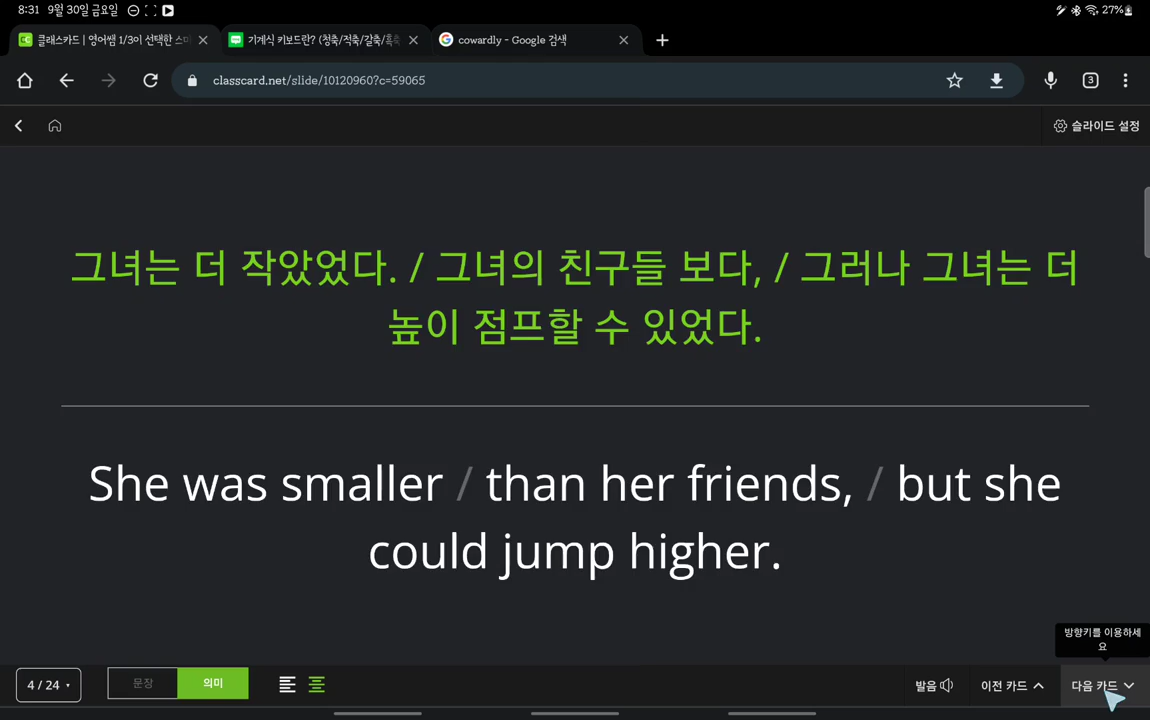 8:31 9월 30일 금요일
27%
클래스카드 | 영어쌤 1/3이 선택한 스마
기계식 키보드란? (청축/적축/갈축/흑축
cowardly - Google 검색
classcard.net/slide/10120960?c=59065
3
슬라이드 설정
그녀는 더 작았었다. / 그녀의 친구들 보다, / 그러나 그녀는 더
높이 점프할 수 있었다.
She was smaller / than her friends, / but she
could jump higher.
방향키를 이용하세
요
4 / 24
문장
의미
발음
이전 카드
다음 카드